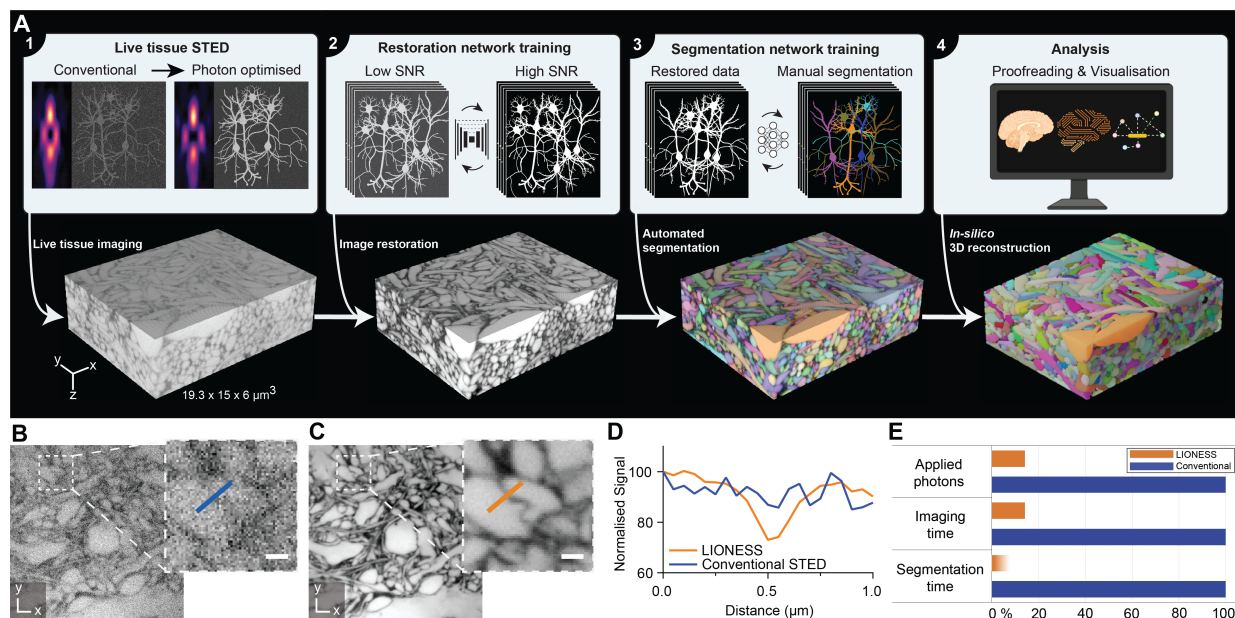 A
1
Live tissue STED
Conventional
Photon optimised
2
Restoration network training
Low SNR
High SNR
3
Segmentation network training
Restored data
Manual segmentation
4
Analysis
Proofreading & Visualisation
Live tissue imaging
Image restoration
Automated
segmentation
In-silico
3D reconstruction
y
x
z
19.3 x 15 x 6 µm³
B
y
x
C
y
x
D
Normalised Signal
100
80
60
LIONESS
Conventional STED
0.0
0.5
1.0
Distance (µm)
E
LIONESS
Conventional
Applied
photons
Imaging
time
Segmentation
time
0 %
20
40
60
80
100